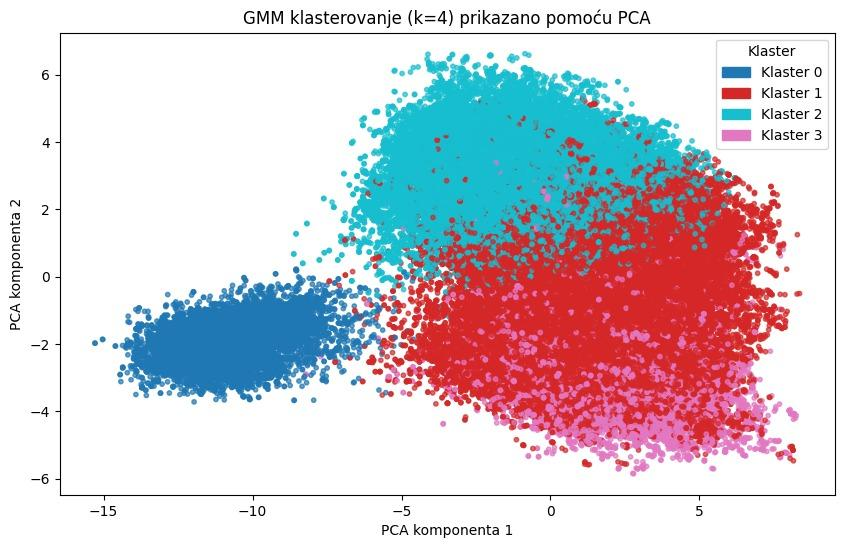 GMM klasterovanje (k=4) prikazano pomoću PCA
Klaster
Klaster 0
Klaster 1
Klaster 2
Klaster 3
PCA komponenta 2
6
4
2
0
−2
−4
−6
−15
−10
−5
0
5
PCA komponenta 1